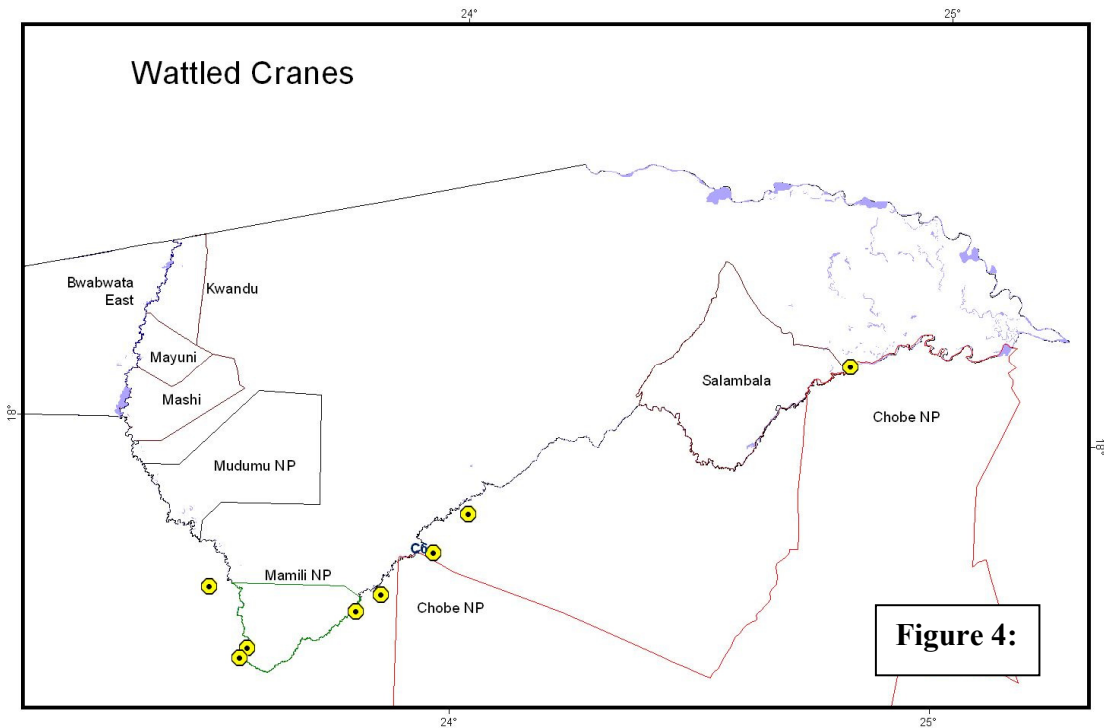 24°
25°
Wattled Cranes
Bwabwata
East
Kwandu
Mayuni
Salambala
Mashi
18°
Chobe NP
18°
Mudumu NP
Mamili NP
Chobe NP
Figure 4:
24°
25°